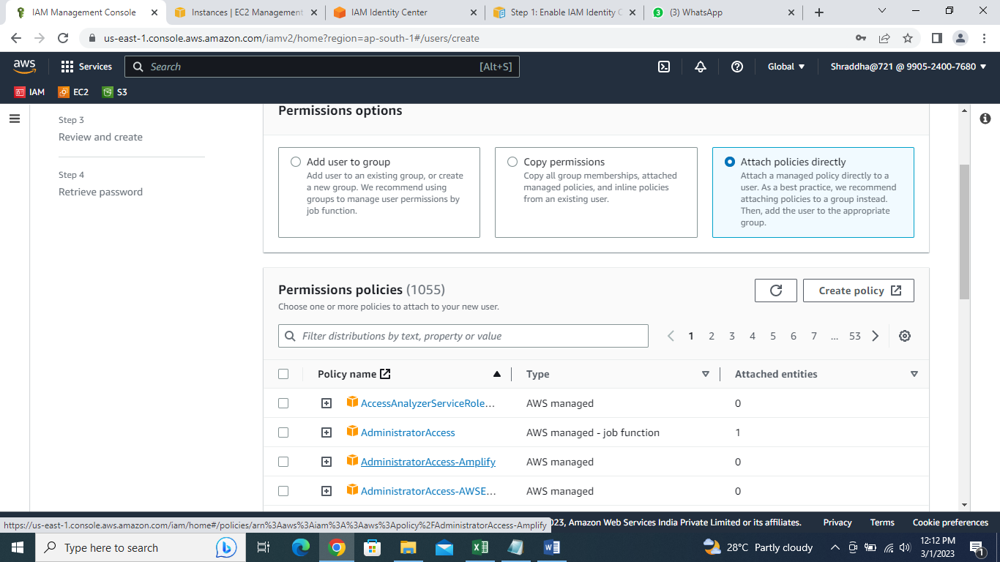 IAM Management Console
Instances | EC2 Management
IAM Identity Center
Step 1: Enable IAM Identity C
(3) WhatsApp
us-east-1.console.aws.amazon.com/iamv2/home?region=ap-south-1#/users/create
aws
Services
Search
[Alt+S]
Global
Shraddha@721 @ 9905-2400-7680
IAM
EC2
S3
Step 3
Review and create
Step 4
Retrieve password
Permissions options
Add user to group
Add user to an existing group, or create
a new group. We recommend using
groups to manage user permissions by
job function.
Copy permissions
Copy all group memberships, attached
managed policies, and inline policies
from an existing user.
Attach policies directly
Attach a managed policy directly to a
user. As a best practice, we recommend
attaching policies to a group instead.
Then, add the user to the appropriate
group.
Permissions policies (1055)
Choose one or more policies to attach to your new user.
Create policy
Filter distributions by text, property or value
1 2 3 4 5 6 7 ... 53
Policy name Type Attached entities
AccessAnalyzerServiceRole... AWS managed 0
AdministratorAccess AWS managed - job function 1
AdministratorAccess-Amplify AWS managed 0
AdministratorAccess-AWSE... AWS managed 0
https://us-east-1.console.aws.amazon.com/iam/home#/policies/arn%3Aaws%3Aiam%3A%3Aaws%3Apolicy%2FAdministratorAccess-Amplify
023, Amazon Web Services India Private Limited or its affiliates.
Privacy
Terms
Cookie preferences
Type here to search
28°C Partly cloudy
12:12 PM
3/1/2023
1